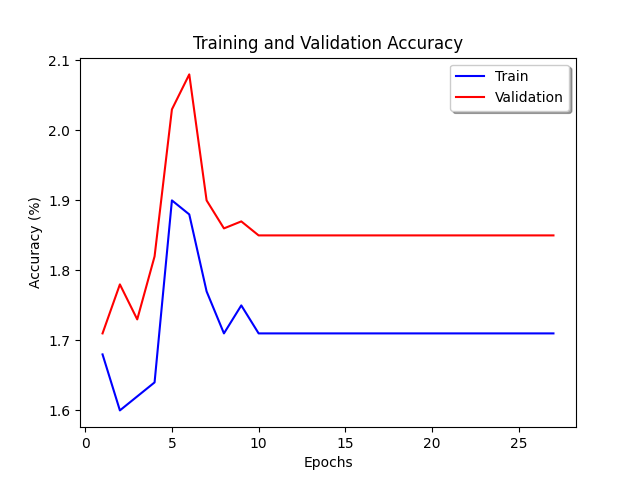 Training and Validation Accuracy
Train
Validation
Accuracy (%)
2.1
2.0
1.9
1.8
1.7
1.6
0 5 10 15 20 25
Epochs